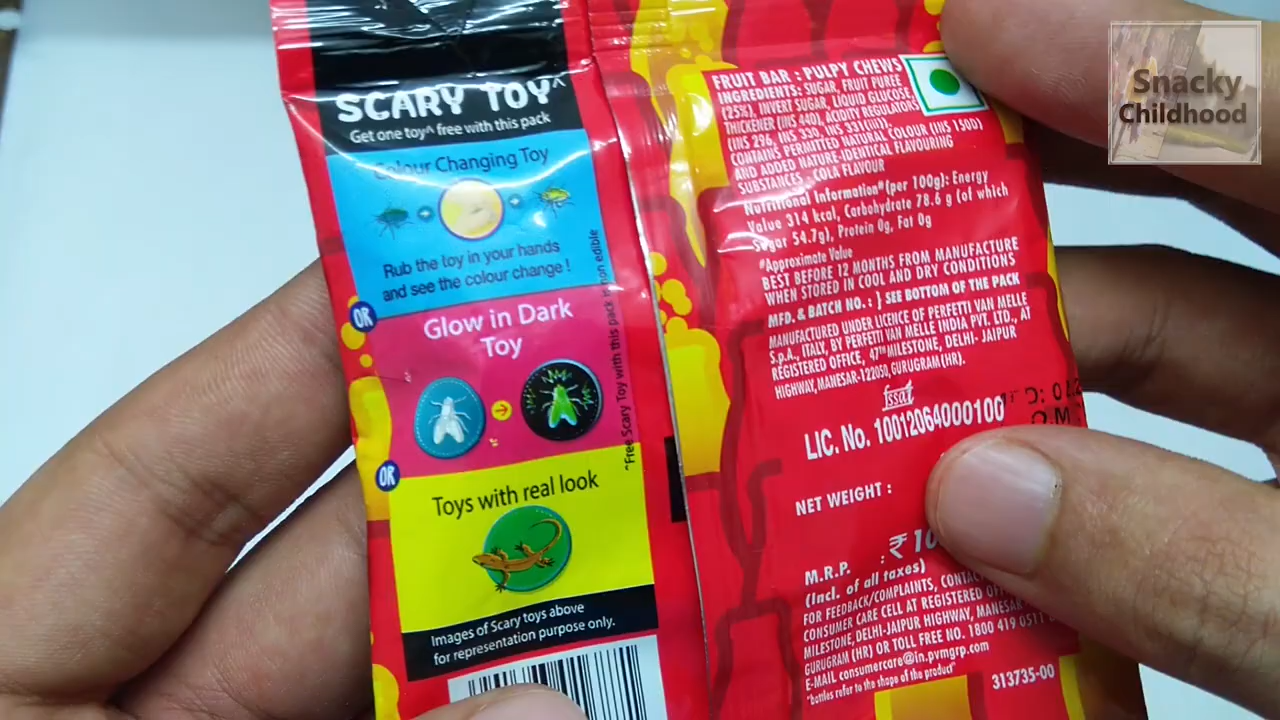 SCARY TOY^
Get one toy^ free with this pack
Colour Changing Toy
Rub the toy in your hands
and see the colour change !
OR
Glow in Dark
Toy
OR
Toys with real look
Images of Scary toys above
for representation purpose only.
^Free Scary Toy with this pack is non edible
FRUIT BAR : PULPY CHEWS
INGREDIENTS: SUGAR, FRUIT PUREE
(25%), INVERT SUGAR, LIQUID GLUCOSE,
THICKENER (INS 440), ACIDITY REGULATORS
(INS 296, INS 330, INS 331(iii)).
CONTAINS PERMITTED NATURAL COLOUR (INS 150D)
AND ADDED NATURE-IDENTICAL FLAVOURING
SUBSTANCES - COLA FLAVOUR
Nutritional Information#(per 100g): Energy
Value 314 kcal, Carbohydrate 78.6 g (of which
Sugar 54.7g), Protein 0g, Fat 0g
#Approximate Value
BEST BEFORE 12 MONTHS FROM MANUFACTURE
WHEN STORED IN COOL AND DRY CONDITIONS
MFD. & BATCH NO. : } SEE BOTTOM OF THE PACK
MANUFACTURED UNDER LICENCE OF PERFETTI VAN MELLE
S.p.A., ITALY, BY PERFETTI VAN MELLE INDIA PVT. LTD., AT
REGISTERED OFFICE, 47TH MILESTONE, DELHI- JAIPUR
HIGHWAY, MANESAR-122050, GURUGRAM (HR).
fssai
LIC. No. 10012064000100
NET WEIGHT :
M.R.P. : ₹ 10
(Incl. of all taxes)
FOR FEEDBACK/COMPLAINTS, CONTACT
CONSUMER CARE CELL AT REGISTERED
MILESTONE, DELHI-JAIPUR HIGHWAY, MANESAR
GURUGRAM (HR) OR TOLL FREE NO. 1800 419 0511
E-MAIL consumercare@in.pvmgrp.com
"bottles refer to the shape of the product"
313735-00
Snacky
Childhood